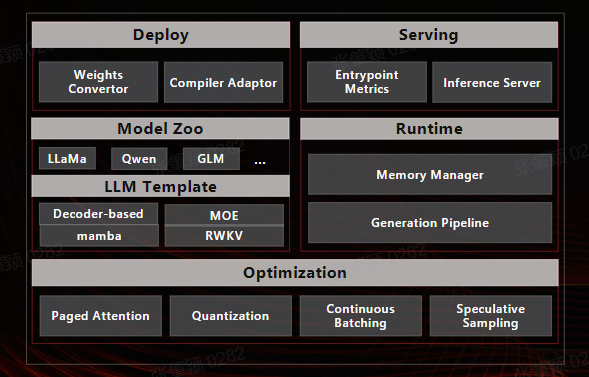 Deploy
Weights
Convertor
Compiler Adaptor
Serving
Entrypoint
Metrics
Inference Server
Model Zoo
LLaMa
Qwen
GLM
...
LLM Template
Decoder-based
MOE
mamba
RWKV
Runtime
Memory Manager
Generation Pipeline
Optimization
Paged Attention
Quantization
Continuous
Batching
Speculative
Sampling
0282